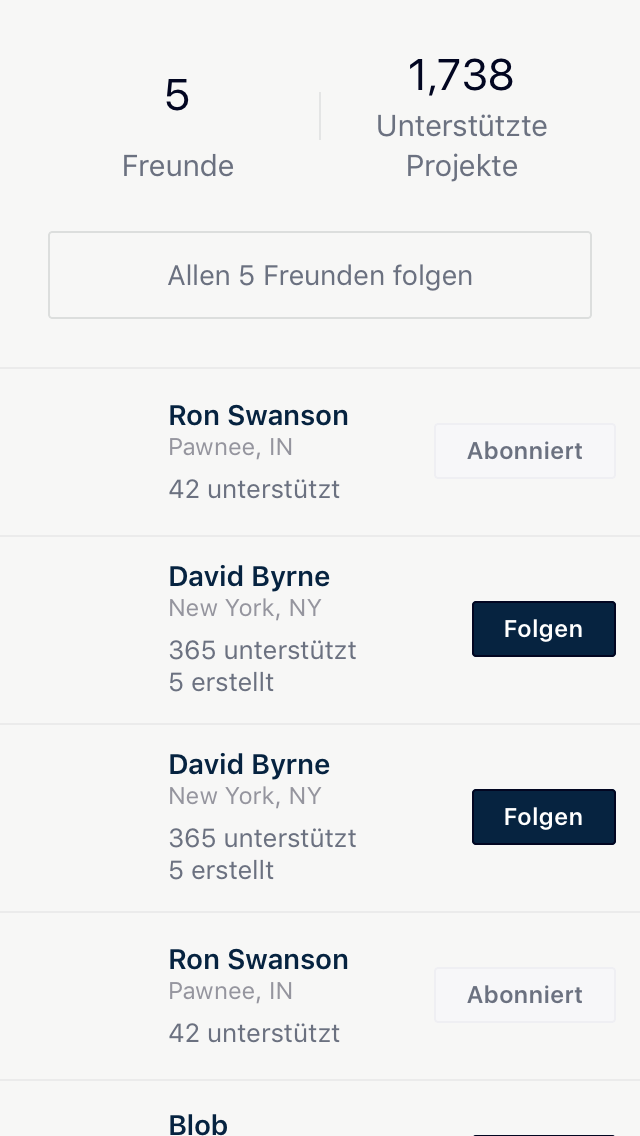 5
Freunde
1,738
Unterstützte
Projekte
Allen 5 Freunden folgen
Ron Swanson
Pawnee, IN
42 unterstützt
Abonniert
David Byrne
New York, NY
365 unterstützt
5 erstellt
Folgen
David Byrne
New York, NY
365 unterstützt
5 erstellt
Folgen
Ron Swanson
Pawnee, IN
42 unterstützt
Abonniert
Blob